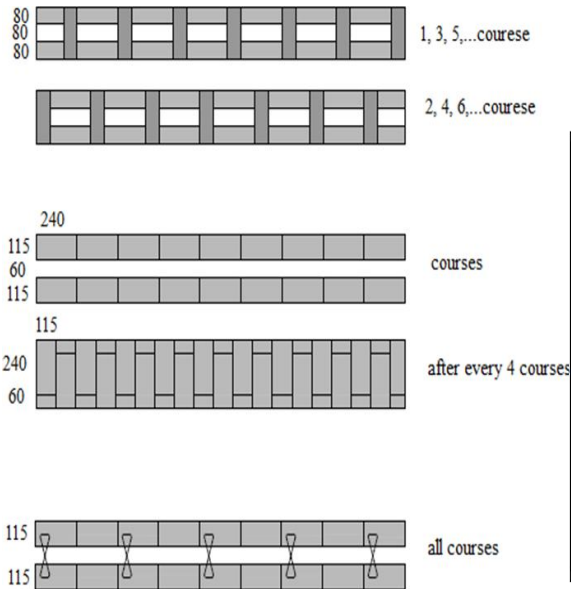 80
80
80
1, 3, 5,...courese
2, 4, 6,...courese
240
115
60
115
courses
115
240
60
after every 4 courses
115
115
all courses